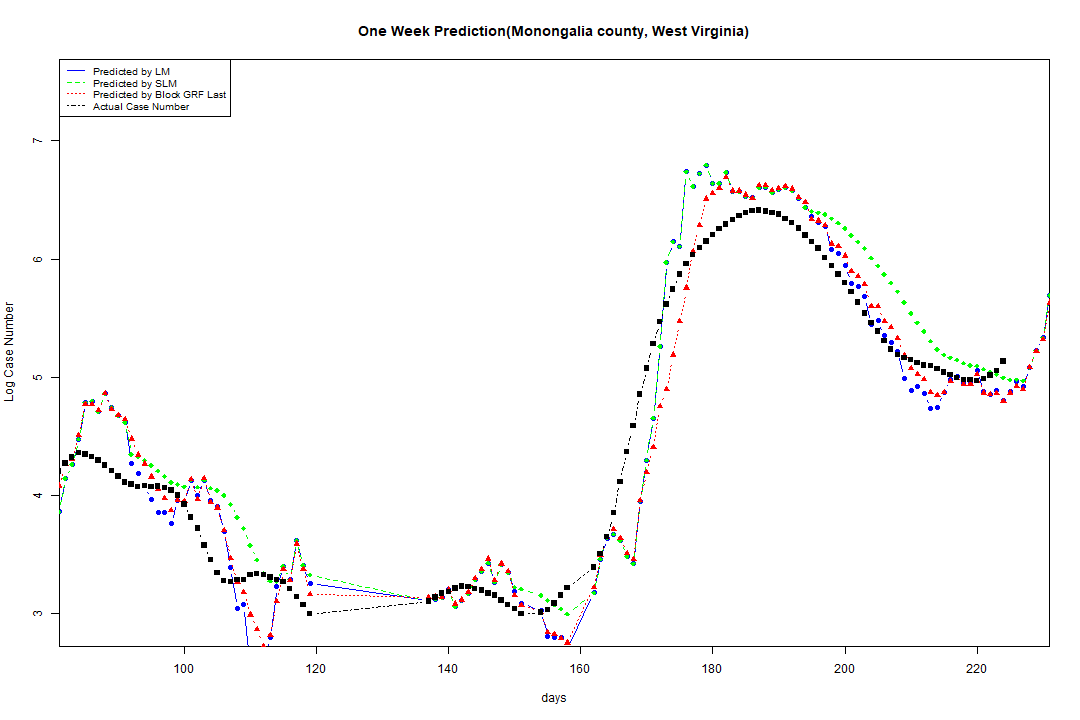 One Week Prediction(Monongalia county, West Virginia)
Predicted by LM
Predicted by SLM
Predicted by Block GRF Last
Actual Case Number
7
6
5
4
3
Log Case Number
100 120 140 160 180 200 220
days